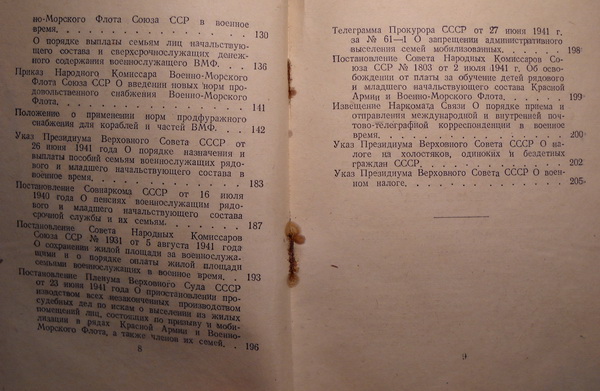 но-Морского Флота Союза ССР в военное
время. . . . . . . . . . 130
О порядке выплаты семьям лиц начальствую-
щего состава и сверхсрочнослужащих денеж-
ного содержания военнослужащего ВМФ. . 136
Приказ Народного Комиссара Военно-Морского
Флота Союза ССР О введении новых норм про-
довольственного снабжения Военно-Морского
Флота. . . . . . . . . . 141
Положение о применении норм продфуражного
снабжения для кораблей и частей ВМФ. . 142
Указ Президиума Верховного Совета СССР от
26 июня 1941 года О порядке назначения и
выплаты пособий семьям военнослужащих рядо-
вого и младшего начальствующего состава в
военное время. . . . . . . . 183
Постановление Совнаркома СССР от 16 июля
1940 года О пенсиях военнослужащим рядово-
го и младшего начальствующего состава
срочной службы и их семьям. . . . 187
Постановление Совета Народных Комиссаров
Союза ССР № 1931 от 5 августа 1941 года
О сохранении жилой площади за военнослужа-
щими и о порядке оплаты жилой площади
семьями военнослужащих в военное время. . 193
Постановление Пленума Верховного Суда СССР
от 23 июня 1941 года О приостановлении про-
изводством всех незаконченных производством
судебных дел по искам о выселении из жилых
помещений лиц, состоящих по призыву и моби-
лизации в рядах Красной Армии и Военно-
Морского Флота, а также членов их семей. . 196
8
Телеграмма Прокурора СССР от 27 июня 1941 г.
за № 61—1 О запрещении административного
выселения семей мобилизованных. . . 198
Постановление Совета Народных Комиссаров Со-
юза ССР № 1803 от 2 июля 1941 г. Об осво-
бождении от платы за обучение детей рядового
и младшего начальствующего состава Красной
Армии и Военно-Морского Флота. . . 199
Извещение Наркомата Связи О порядке приема и
отправления международной и внутренней поч-
тово-телеграфной корреспонденции в военное
время. . . . . . . . . . 200
Указ Президиума Верховного Совета СССР О на-
логе на холостяков, одиноких и бездетных
граждан СССР. . . . . . . . 202
Указ Президиума Верховного Совета СССР О воен-
ном налоге. . . . . . . . . 205
9